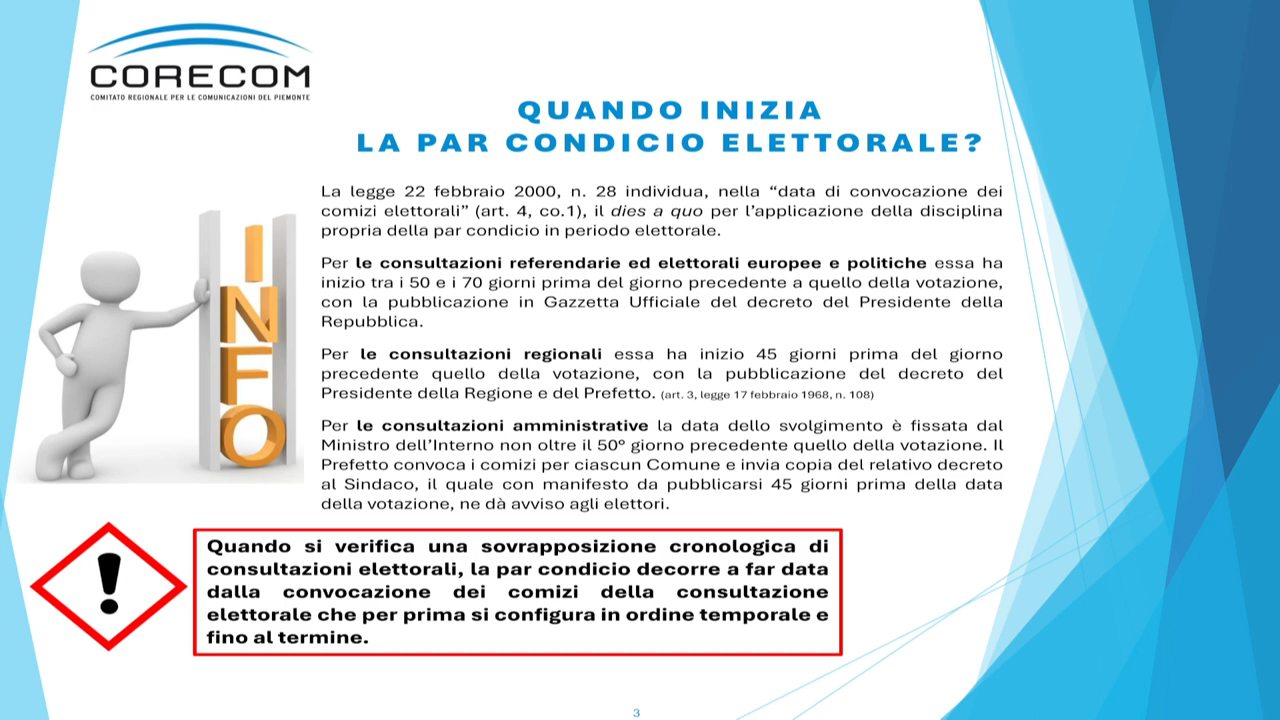 CORECOM
COMITATO REGIONALE PER LE COMUNICAZIONI DEL PIEMONTE
QUANDO INIZIA
LA PAR CONDICIO ELETTORALE?
La legge 22 febbraio 2000, n. 28 individua, nella “data di convocazione dei
comizi elettorali” (art. 4, co.1), il dies a quo per l’applicazione della disciplina
propria della par condicio in periodo elettorale.
Per le consultazioni referendarie ed elettorali europee e politiche essa ha
inizio tra i 50 e i 70 giorni prima del giorno precedente a quello della votazione,
con la pubblicazione in Gazzetta Ufficiale del decreto del Presidente della
Repubblica.
Per le consultazioni regionali essa ha inizio 45 giorni prima del giorno
precedente quello della votazione, con la pubblicazione del decreto del
Presidente della Regione e del Prefetto. (art. 3, legge 17 febbraio 1968, n. 108)
Per le consultazioni amministrative la data dello svolgimento è fissata dal
Ministro dell’Interno non oltre il 50° giorno precedente quello della votazione. Il
Prefetto convoca i comizi per ciascun Comune e invia copia del relativo decreto
al Sindaco, il quale con manifesto da pubblicarsi 45 giorni prima della data
della votazione, ne dà avviso agli elettori.
INFO
!
Quando si verifica una sovrapposizione cronologica di
consultazioni elettorali, la par condicio decorre a far data
dalla convocazione dei comizi della consultazione
elettorale che per prima si configura in ordine temporale e
fino al termine.
3